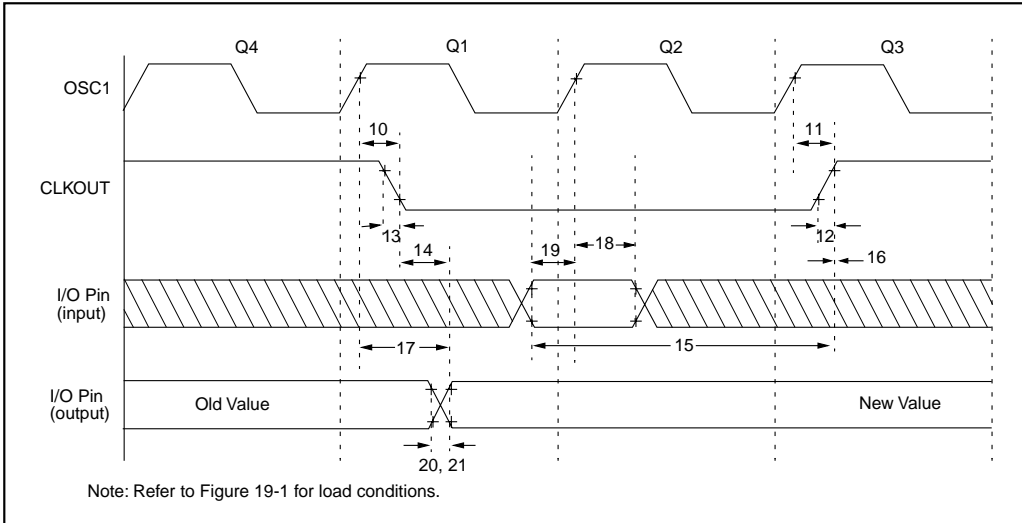 Q4 Q1 Q2 Q3
OSC1
10 11
CLKOUT
13 12
14 19 18 16
I/O Pin
(input)
17 15
I/O Pin
(output)
Old Value New Value
20, 21
Note: Refer to Figure 19-1 for load conditions.